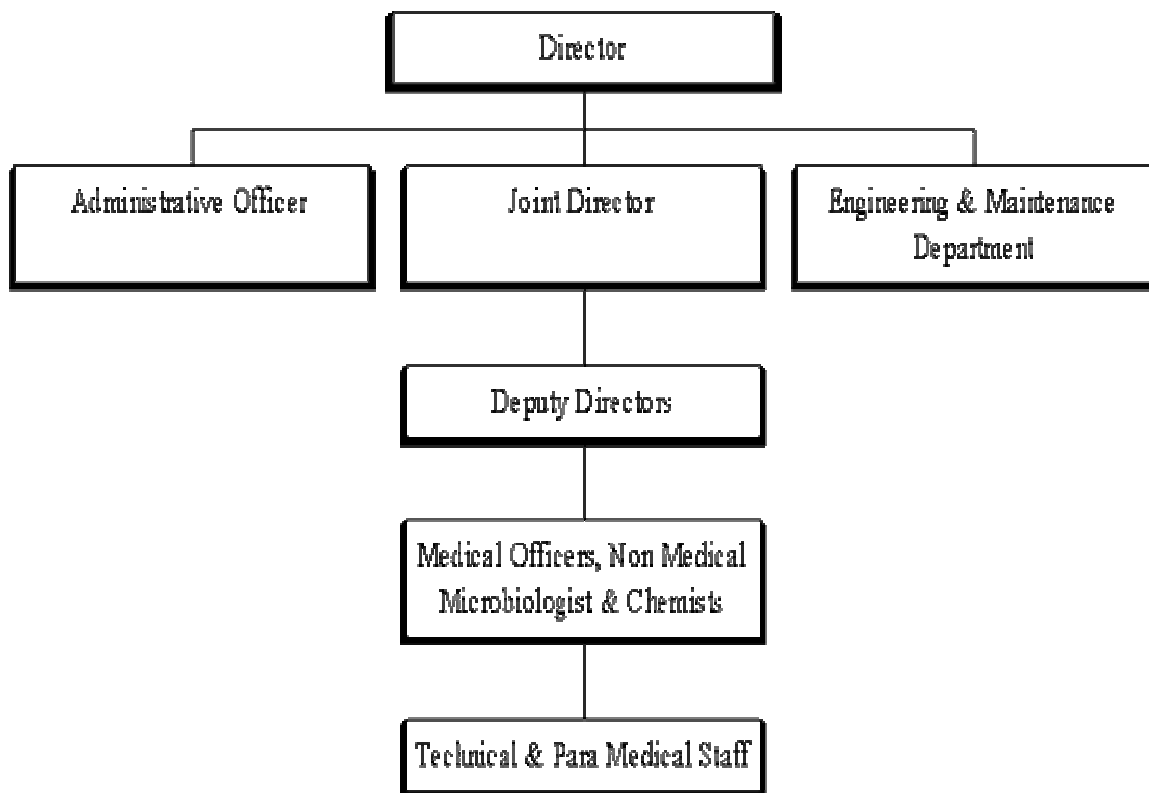 Director
Administrative Officer
Joint Director
Engineering & Maintenance
Department
Deputy Directors
Medical Officers, Non Medical
Microbiologist & Chemists
Technical & Para Medical Staff